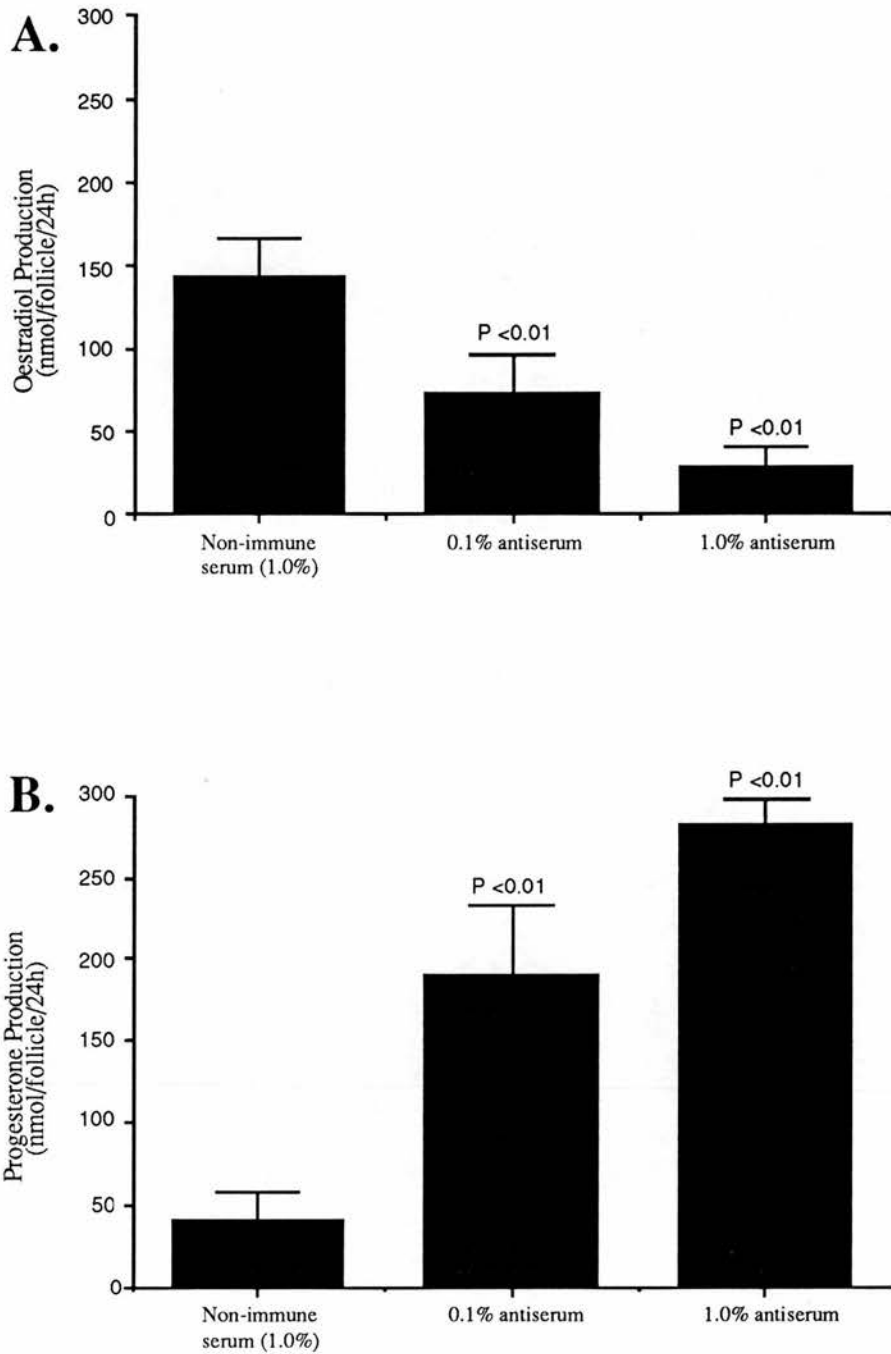 A.
Oestradiol Production
(nmol/follicle/24h)
300
250
200
150
100
50
0
P <0.01
P <0.01
Non-immune
serum (1.0%)
0.1% antiserum
1.0% antiserum
B.
Progesterone Production
(nmol/follicle/24h)
300
250
200
150
100
50
0
P <0.01
P <0.01
Non-immune
serum (1.0%)
0.1% antiserum
1.0% antiserum